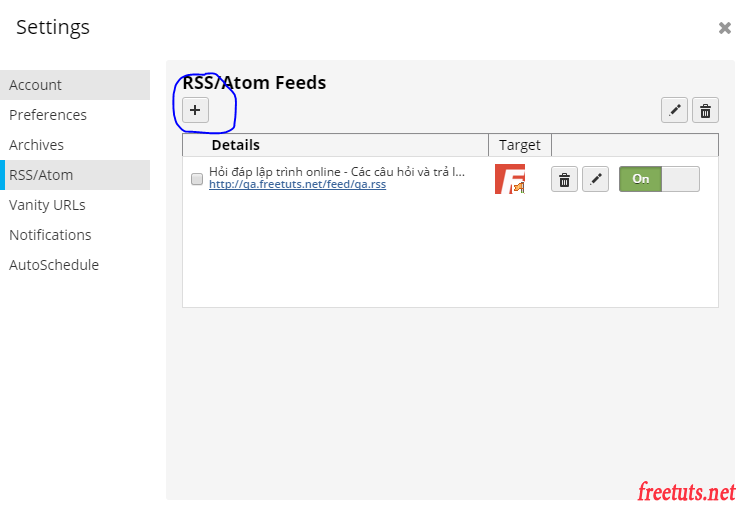 Settings
Account
Preferences
Archives
RSS/Atom
Vanity URLs
Notifications
AutoSchedule
RSS/Atom Feeds
Details Target
Hỏi đáp lập trình online - Các câu hỏi và trả l...
http://qa.freetuts.net/feed/qa.rss
On
freetuts.net